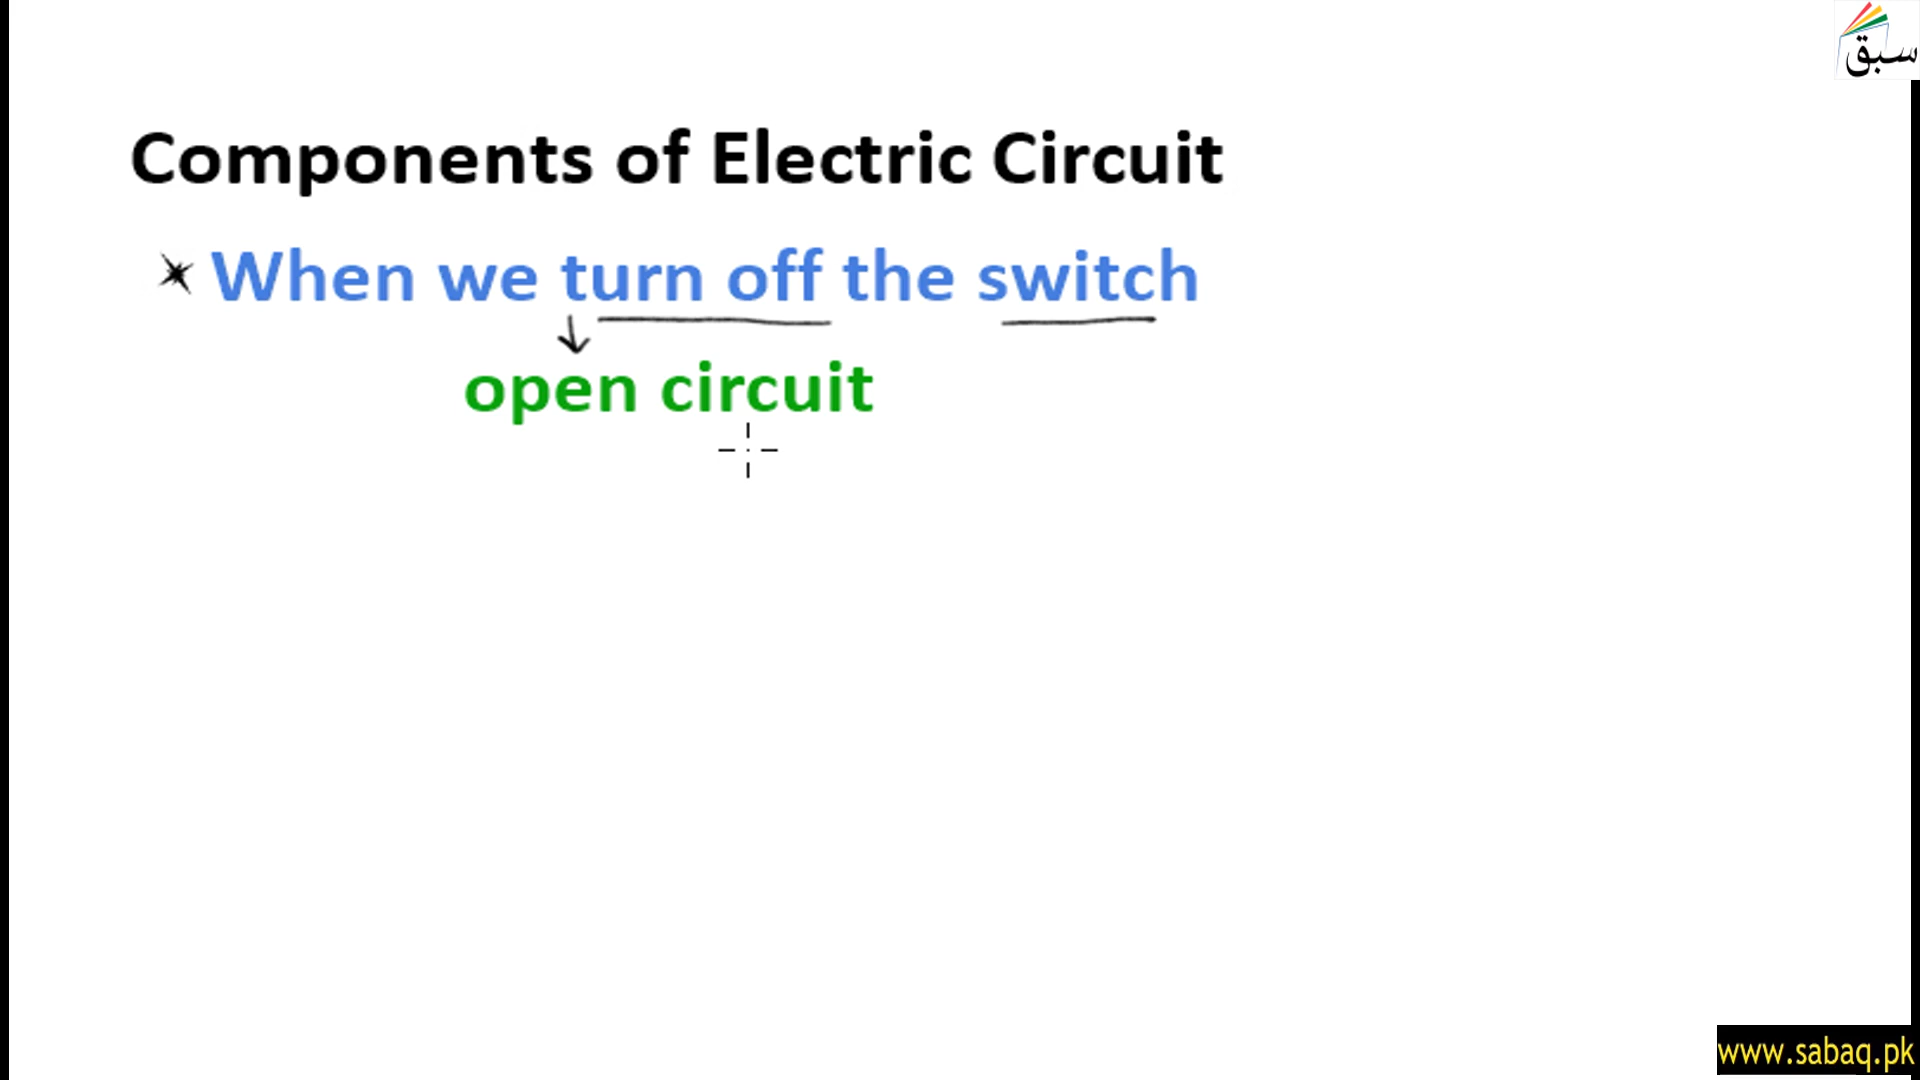 سبق
Components of Electric Circuit
When we turn off the switch
open circuit
www.sabaq.pk